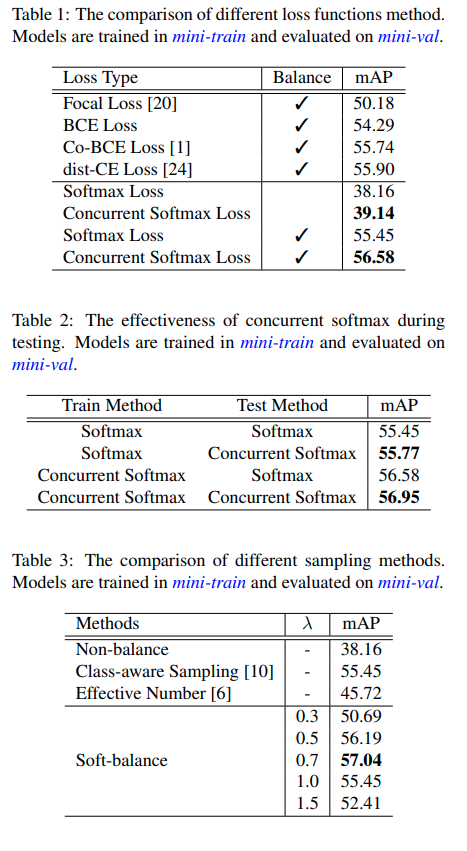 Table 1: The comparison of different loss functions method.
Models are trained in mini-train and evaluated on mini-val.
Loss Type Balance mAP
Focal Loss [20] ✓ 50.18
BCE Loss ✓ 54.29
Co-BCE Loss [1] ✓ 55.74
dist-CE Loss [24] ✓ 55.90
Softmax Loss 38.16
Concurrent Softmax Loss 39.14
Softmax Loss ✓ 55.45
Concurrent Softmax Loss ✓ 56.58
Table 2: The effectiveness of concurrent softmax during
testing. Models are trained in mini-train and evaluated on
mini-val.
Train Method Test Method mAP
Softmax Softmax 55.45
Softmax Concurrent Softmax 55.77
Concurrent Softmax Softmax 56.58
Concurrent Softmax Concurrent Softmax 56.95
Table 3: The comparison of different sampling methods.
Models are trained in mini-train and evaluated on mini-val.
Methods λ mAP
Non-balance - 38.16
Class-aware Sampling [10] - 55.45
Effective Number [6] - 45.72
0.3 50.69
0.5 56.19
Soft-balance 0.7 57.04
1.0 55.45
1.5 52.41